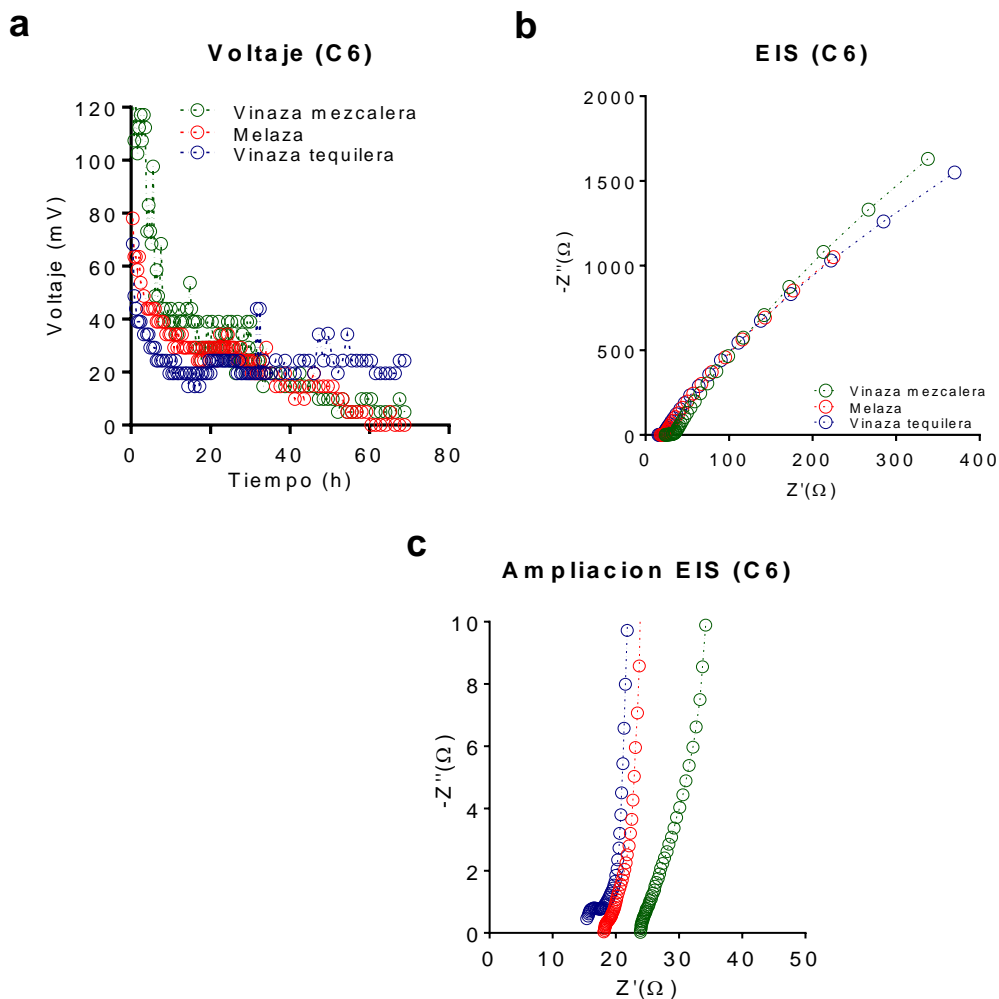 a
Voltaje (C6)
Vinaza mezcalera
Melaza
Vinaza tequilera
Voltaje (mV)
120
100
80
60
40
20
0
0 20 40 60 80
Tiempo (h)
b
EIS (C6)
-Z''(Ω)
2000
1500
1000
500
0
Vinaza mezcalera
Melaza
Vinaza tequilera
0 100 200 300 400
Z'(Ω)
c
Ampliacion EIS (C6)
-Z''(Ω)
10
8
6
4
2
0
0 10 20 30 40 50
Z'(Ω)